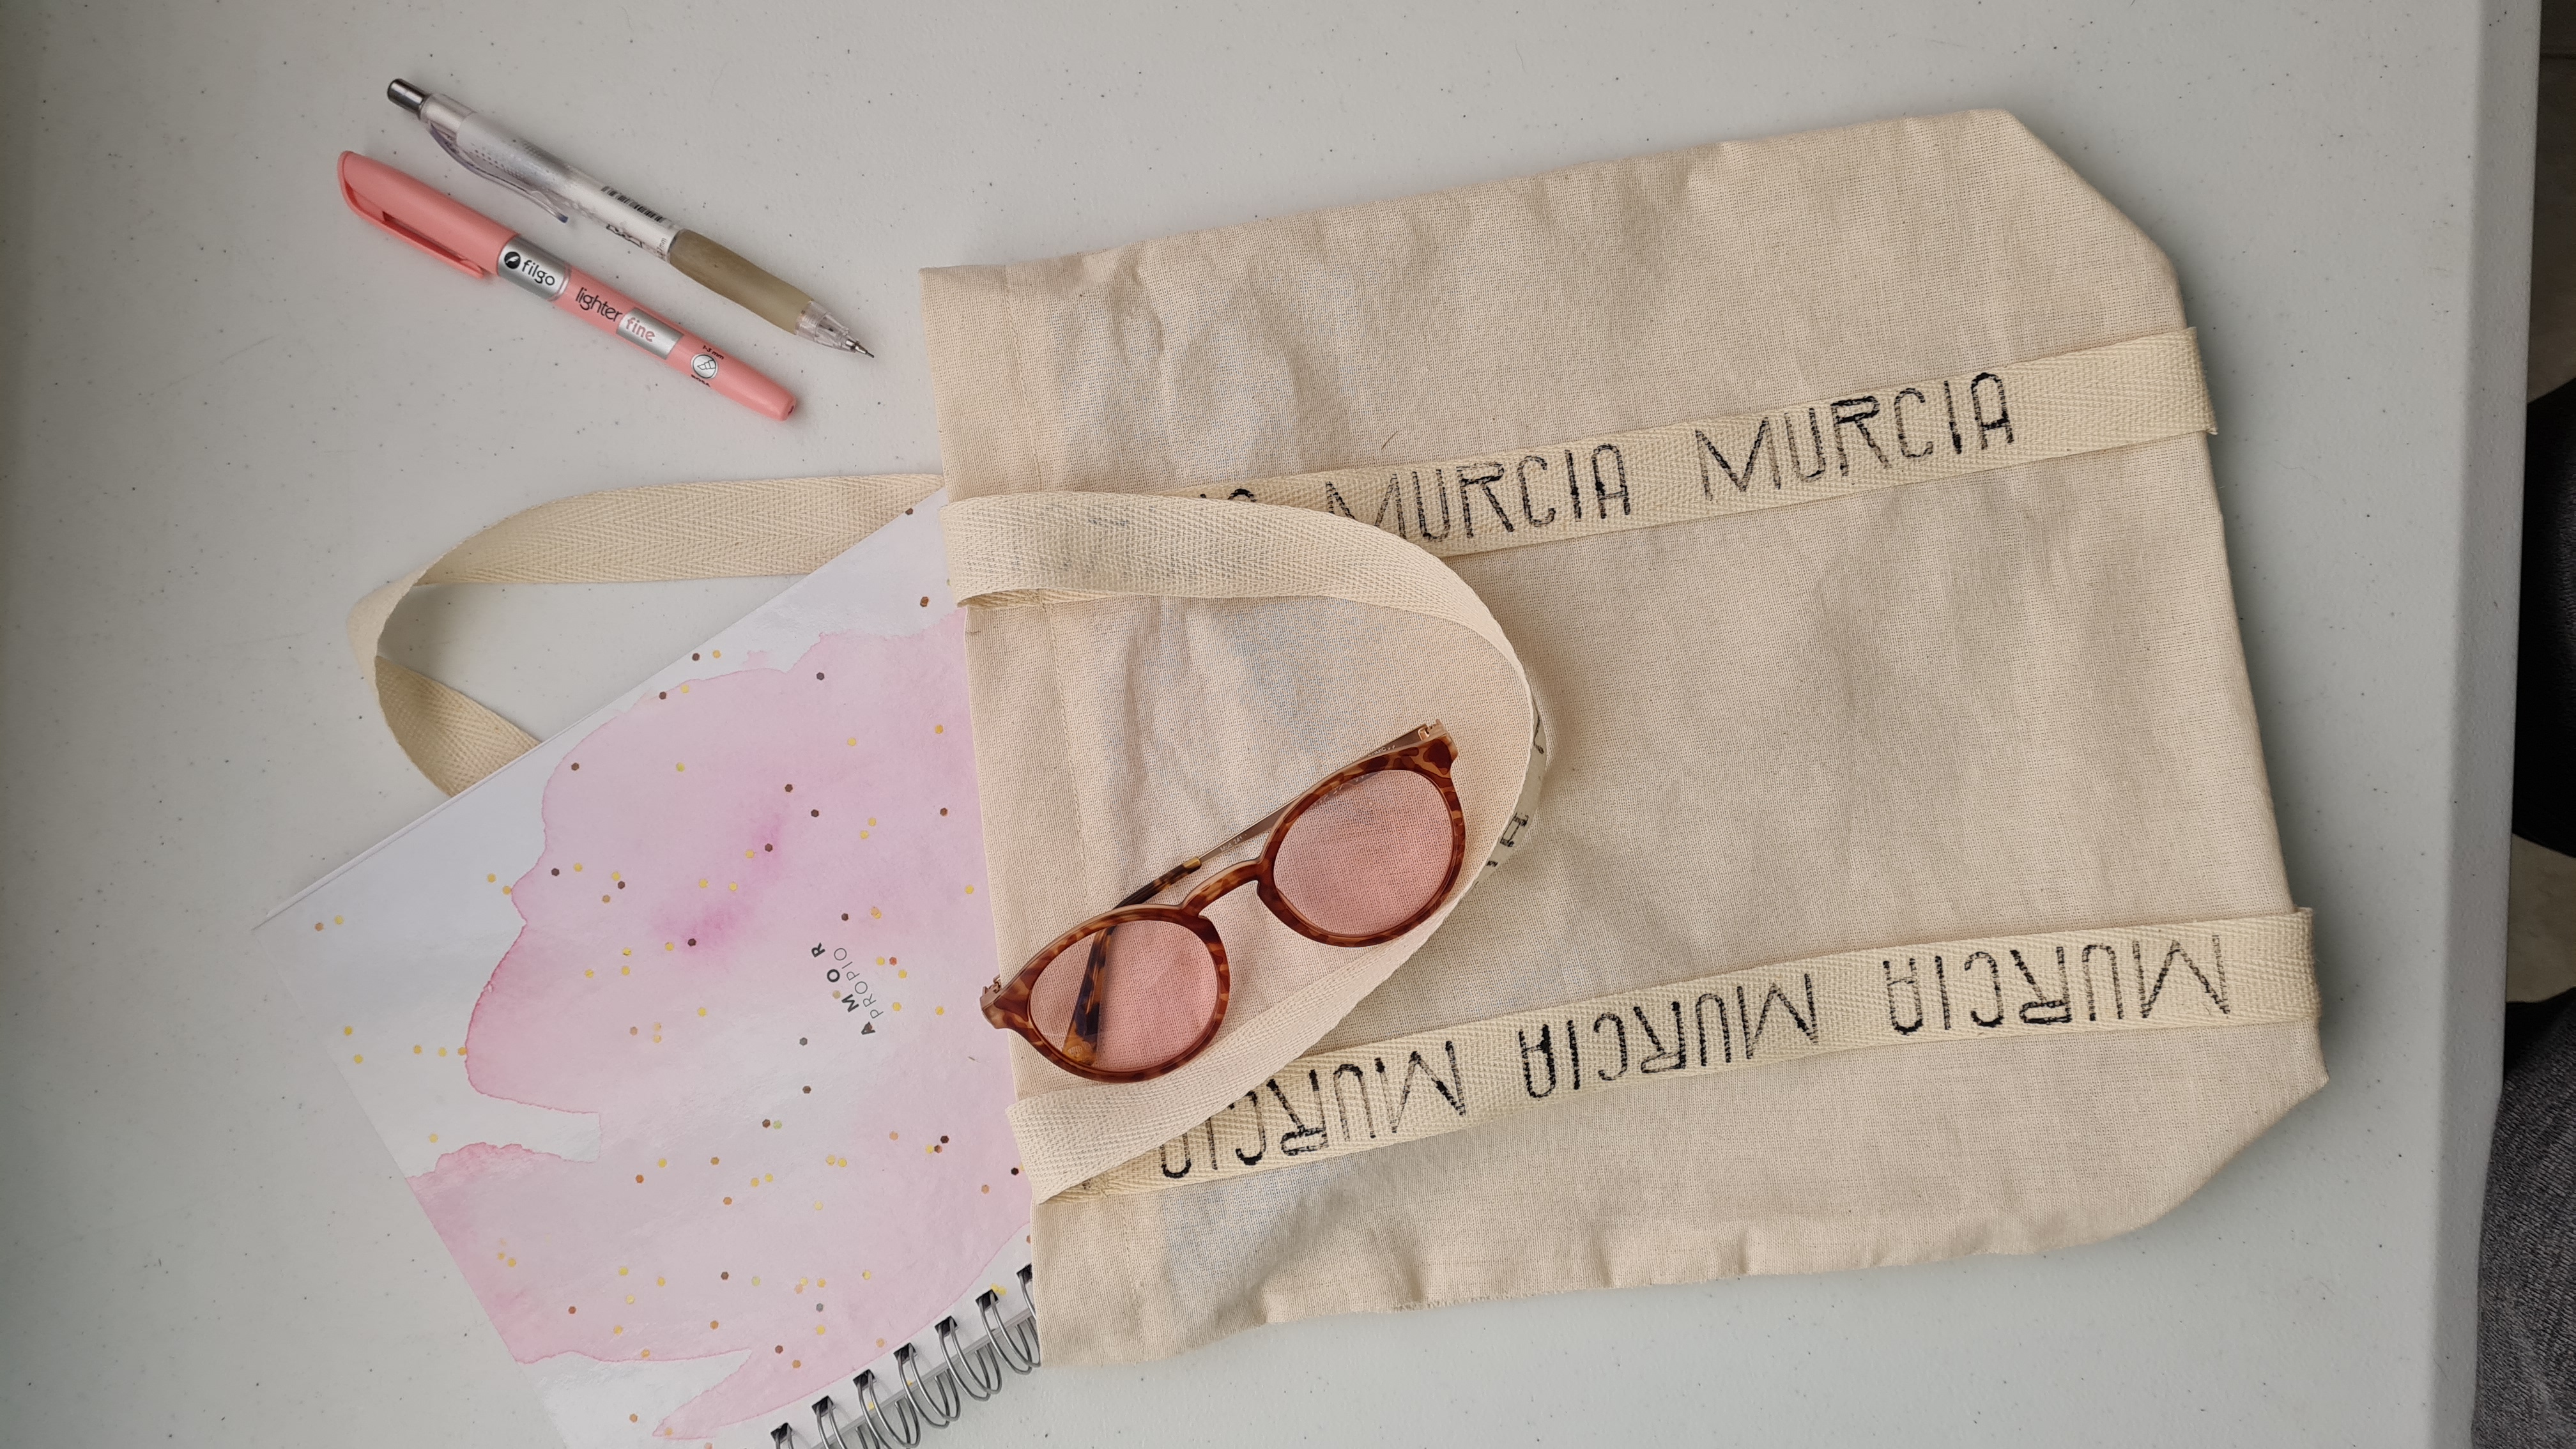 AMOR
PROPIO
filgo
lighter fine
MURCIA MURCIA MURCIA
MURCIA MURCIA